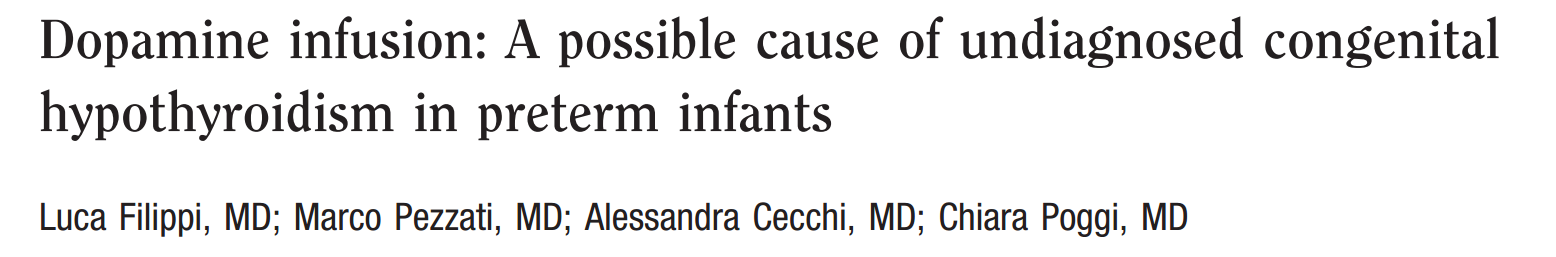 Dopamine infusion: A possible cause of undiagnosed congenital
hypothyroidism in preterm infants
Luca Filippi, MD; Marco Pezzati, MD; Alessandra Cecchi, MD; Chiara Poggi, MD